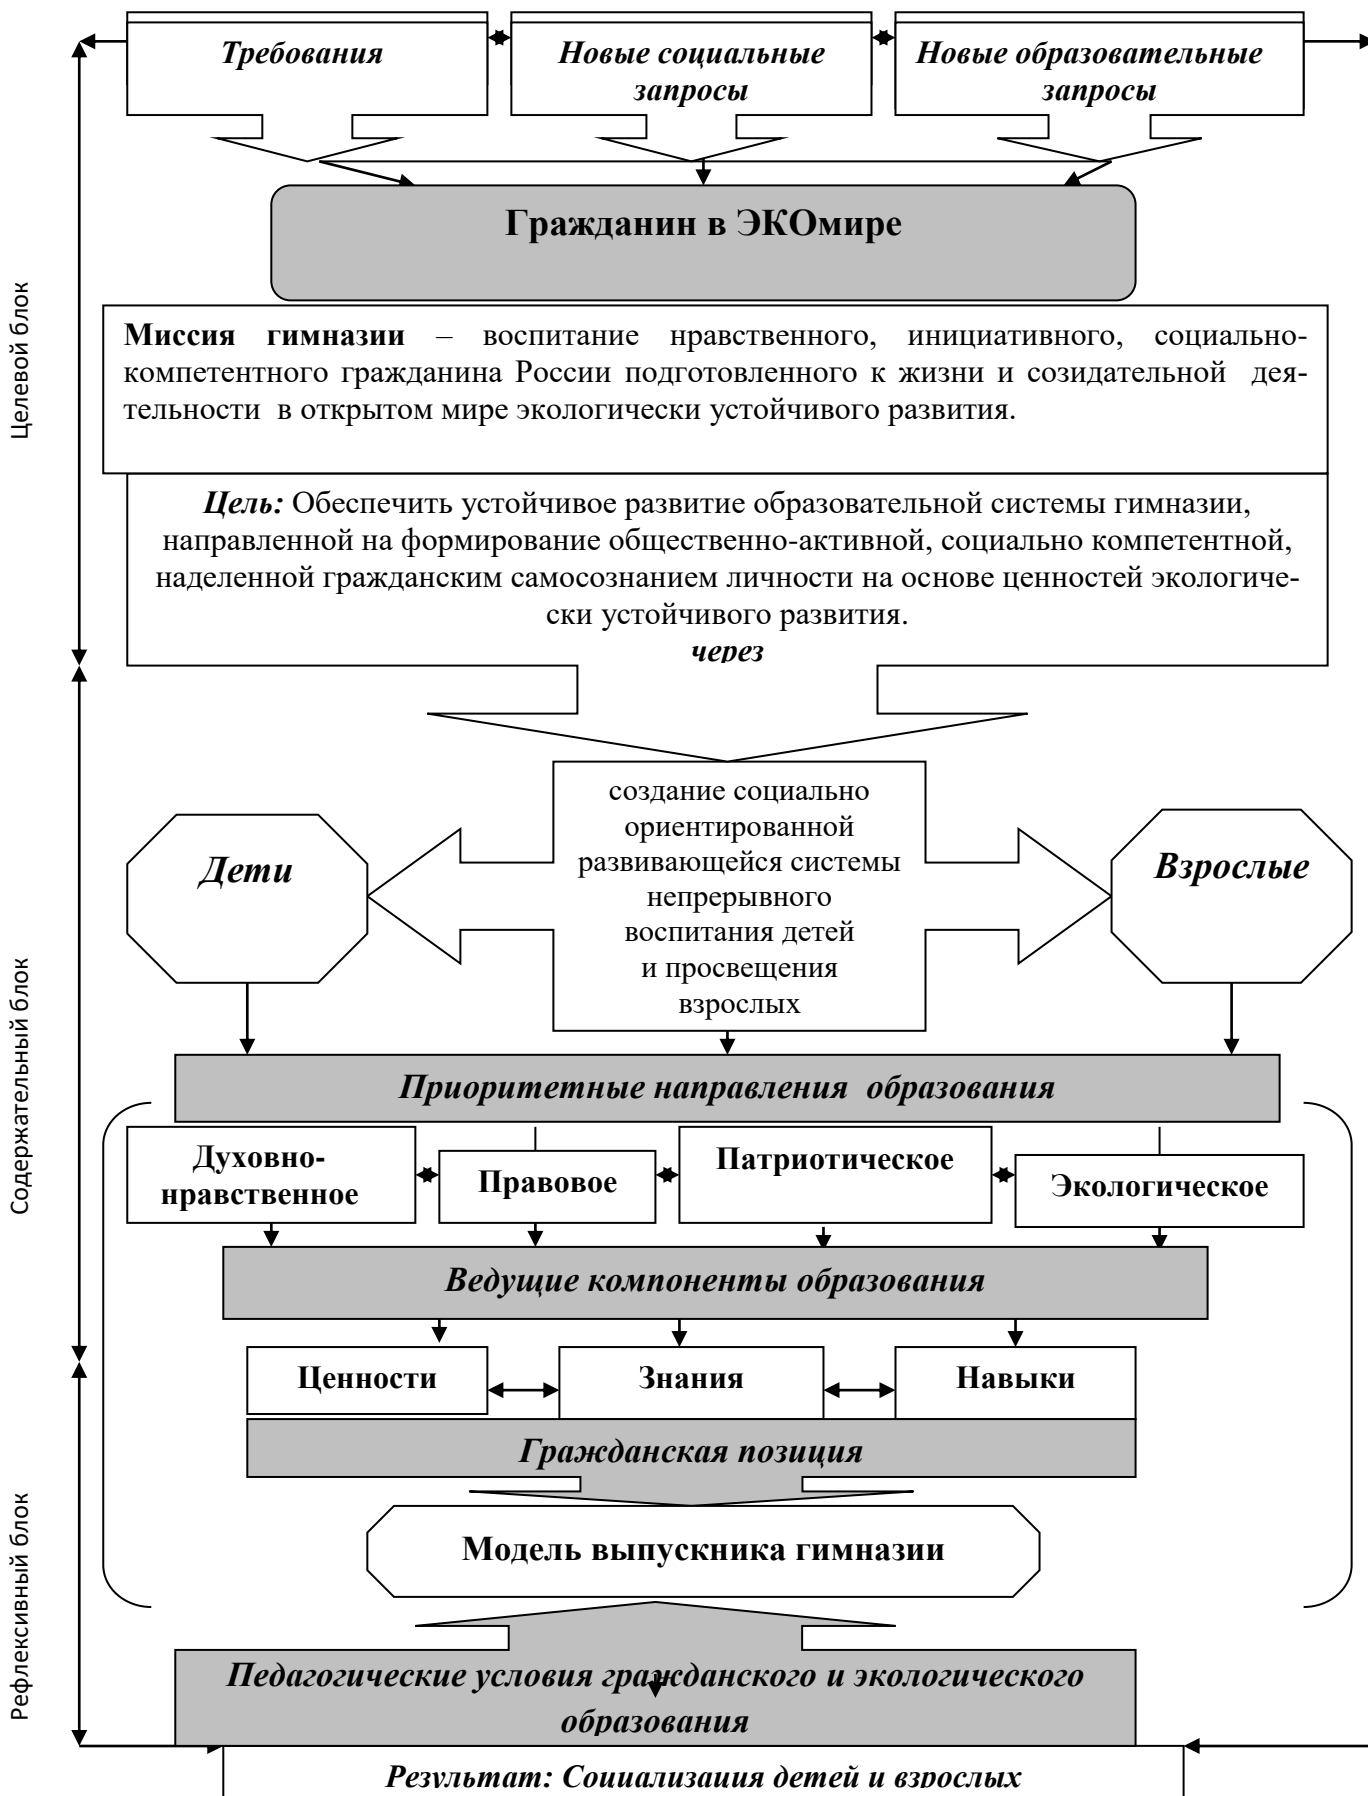 Требования
Новые социальные
запросы
Новые образовательные
запросы
Гражданин в ЭКОмире
Целевой блок
Миссия гимназии – воспитание нравственного, инициативного, социально-
компетентного гражданина России подготовленного к жизни и созидательной дея-
тельности в открытом мире экологически устойчивого развития.
Цель: Обеспечить устойчивое развитие образовательной системы гимназии,
направленной на формирование общественно-активной, социально компетентной,
наделенной гражданским самосознанием личности на основе ценностей экологиче-
ски устойчивого развития.
через
создание социально
ориентированной
развивающейся системы
непрерывного
воспитания детей
и просвещения
взрослых
Дети
Взрослые
Содержательный блок
Приоритетные направления образования
Духовно-
нравственное
Правовое
Патриотическое
Экологическое
Ведущие компоненты образования
Ценности
Знания
Навыки
Гражданская позиция
Рефлексивный блок
Модель выпускника гимназии
Педагогические условия гражданского и экологического
образования
Результат: Социализация детей и взрослых